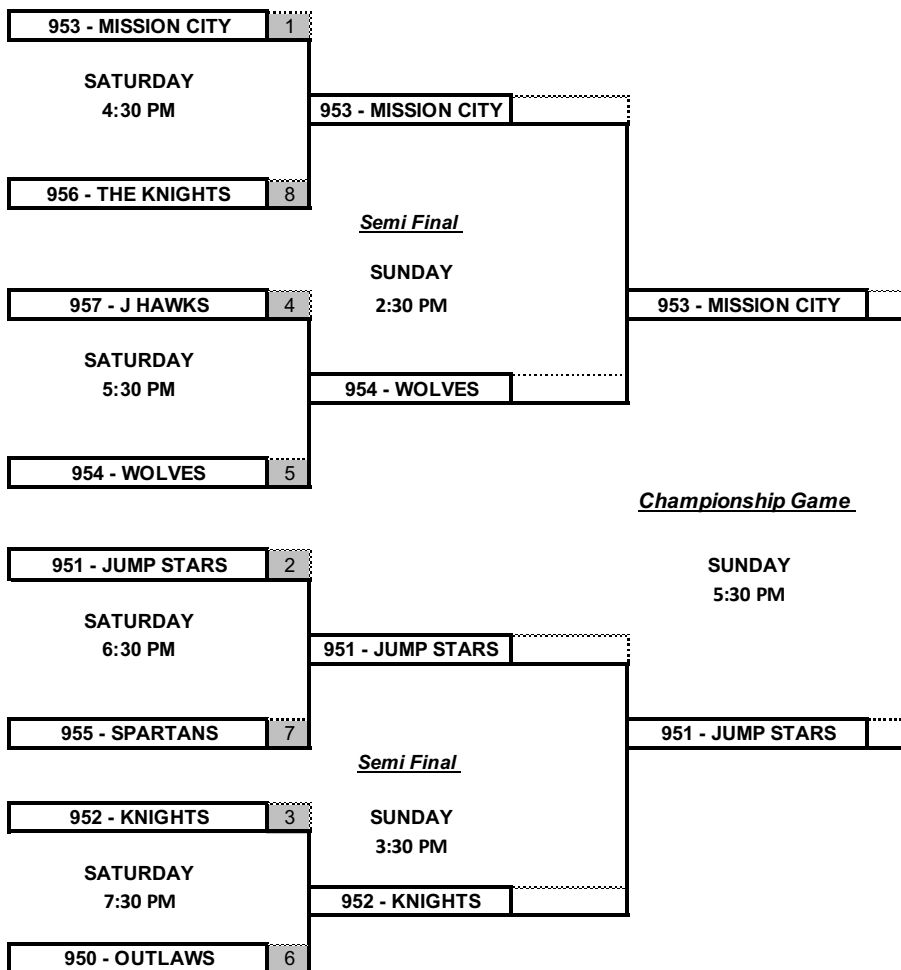 953 - MISSION CITY 1
SATURDAY
4:30 PM
953 - MISSION CITY
956 - THE KNIGHTS 8
Semi Final
SUNDAY
2:30 PM
957 - J HAWKS 4
953 - MISSION CITY
SATURDAY
5:30 PM
954 - WOLVES
954 - WOLVES 5
Championship Game
SUNDAY
5:30 PM
951 - JUMP STARS 2
SATURDAY
6:30 PM
951 - JUMP STARS
955 - SPARTANS 7
951 - JUMP STARS
Semi Final
SUNDAY
3:30 PM
952 - KNIGHTS 3
SATURDAY
7:30 PM
952 - KNIGHTS
950 - OUTLAWS 6